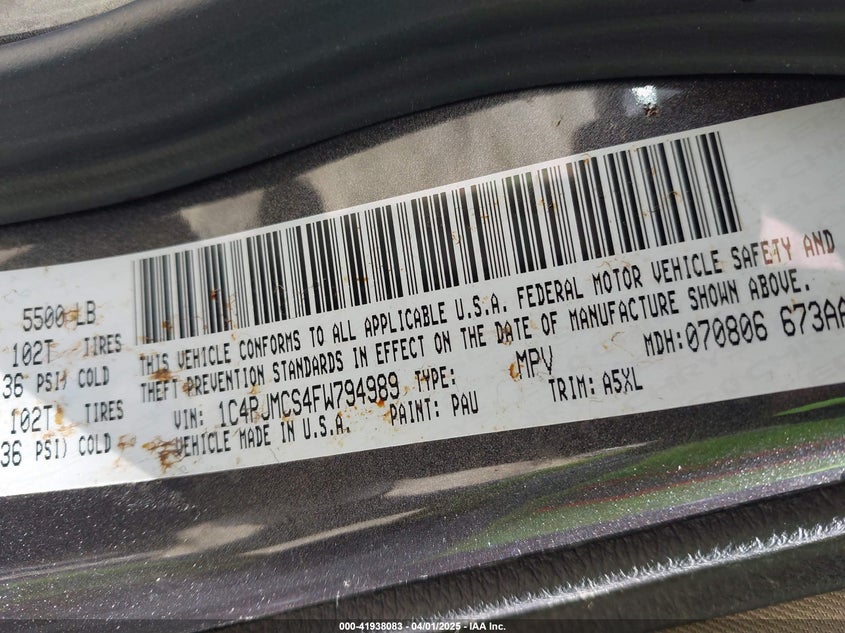 5500 LB
102T TIRES
36 PSI) COLD
102T TIRES
36 PSI) COLD
THIS VEHICLE CONFORMS TO ALL APPLICABLE U.S.A. FEDERAL MOTOR VEHICLE SAFETY AND
THEFT PREVENTION STANDARDS IN EFFECT ON THE DATE OF MANUFACTURE SHOWN ABOVE.
VIN: 1C4PJMCS4FW794989 TYPE: MPV MDH:070806 673AA
VEHICLE MADE IN U.S.A. PAINT: PAU TRIM: A5XL
000-41938083 - 04/01/2025 - IAA Inc.